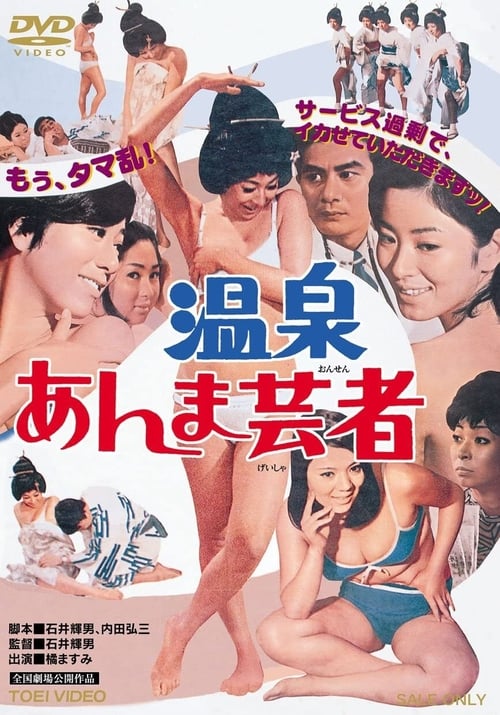 DVD
VIDEO
サービス過剰で、
イカせていただきますッ!
もう、タマ乱!
温泉
おんせん
あんま芸者
げいしゃ
脚本■石井輝男、内田弘三
監督■石井輝男
出演■橘ますみ
全国劇場公開作品
TOEI VIDEO
SALE ONLY